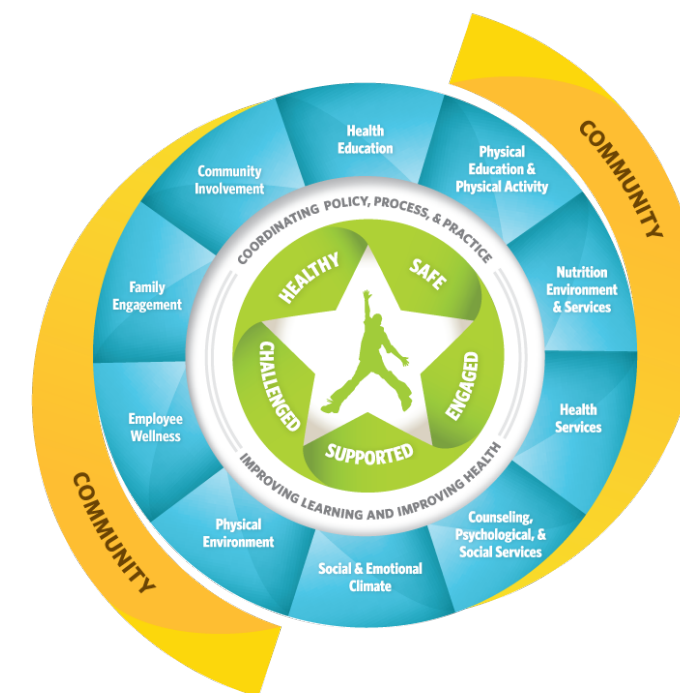 COMMUNITY
Health
Education
Physical
Education &
Physical Activity
Nutrition
Environment
& Services
Health
Services
Counseling,
Psychological, &
Social Services
Social & Emotional
Climate
Physical
Environment
Employee
Wellness
Family
Engagement
Community
Involvement
COORDINATING POLICY, PROCESS, & PRACTICE
HEALTHY
SAFE
ENGAGED
SUPPORTED
CHALLENGED
IMPROVING LEARNING AND IMPROVING HEALTH
COMMUNITY